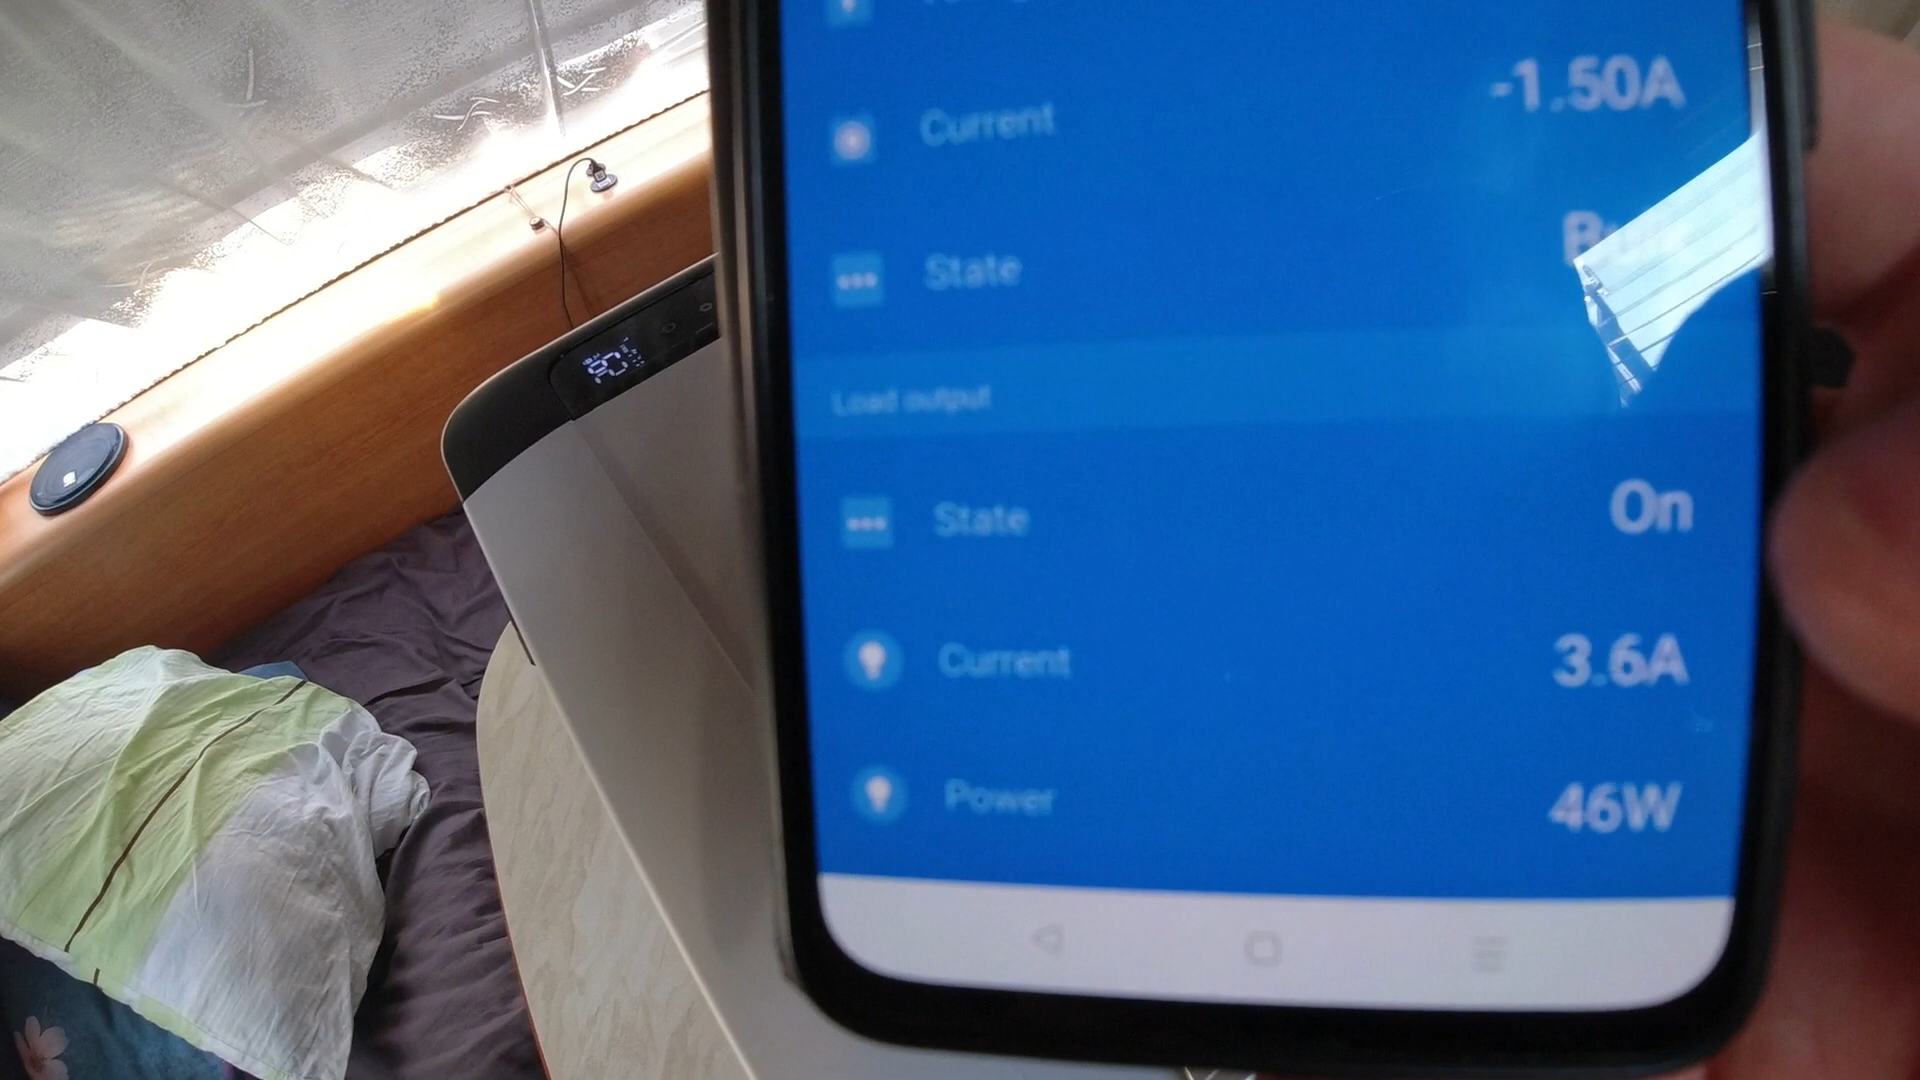 -1.50A
Current
State
Load output
State
On
Current
3.6A
Power
46W